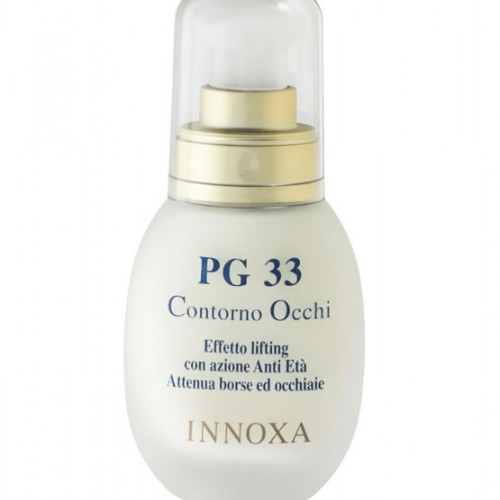 PG 33
Contorno Occhi
Effetto lifting
con azione Anti Età
Attenua borse ed occhiaie
INNOXA